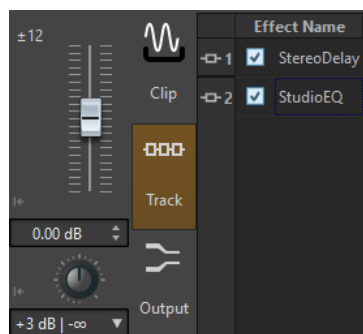 ±12
Clip
Track
Output
0.00 dB
+3 dB | -∞
Effect Name
1 StereoDelay
2 StudioEQ